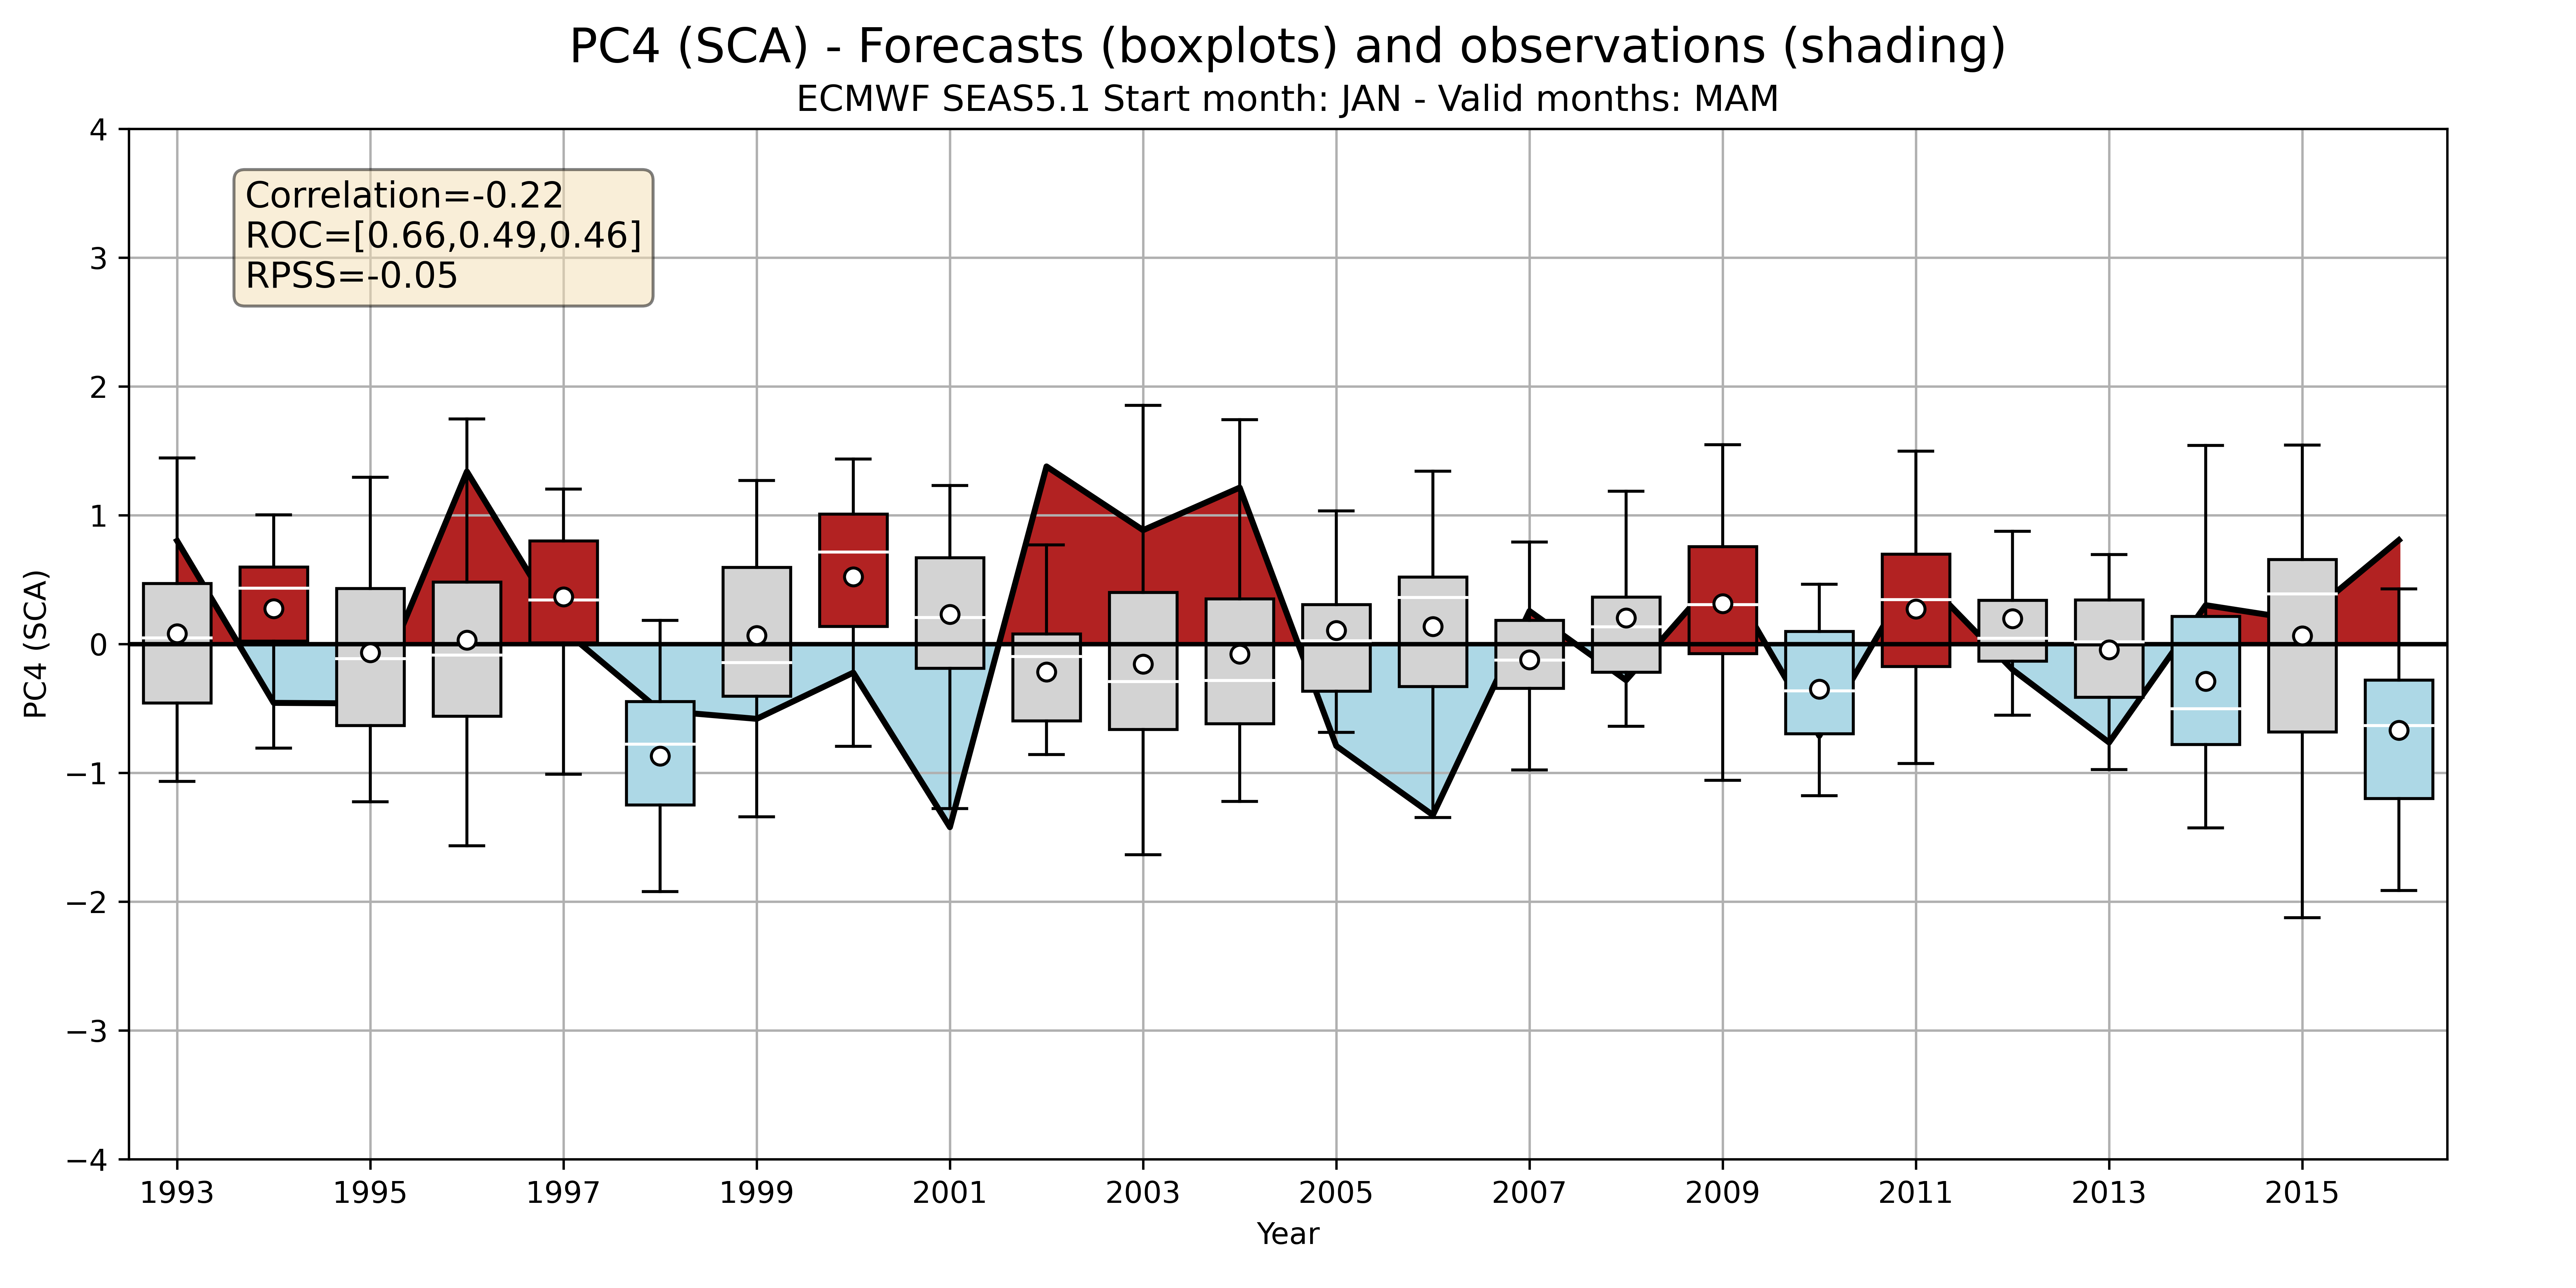 PC4 (SCA) - Forecasts (boxplots) and observations (shading)
ECMWF SEAS5.1 Start month: JAN - Valid months: MAM
Correlation=-0.22
ROC=[0.66,0.49,0.46]
RPSS=-0.05
PC4 (SCA)
4
3
2
1
0
−1
−2
−3
−4
1993 1995 1997 1999 2001 2003 2005 2007 2009 2011 2013 2015
Year